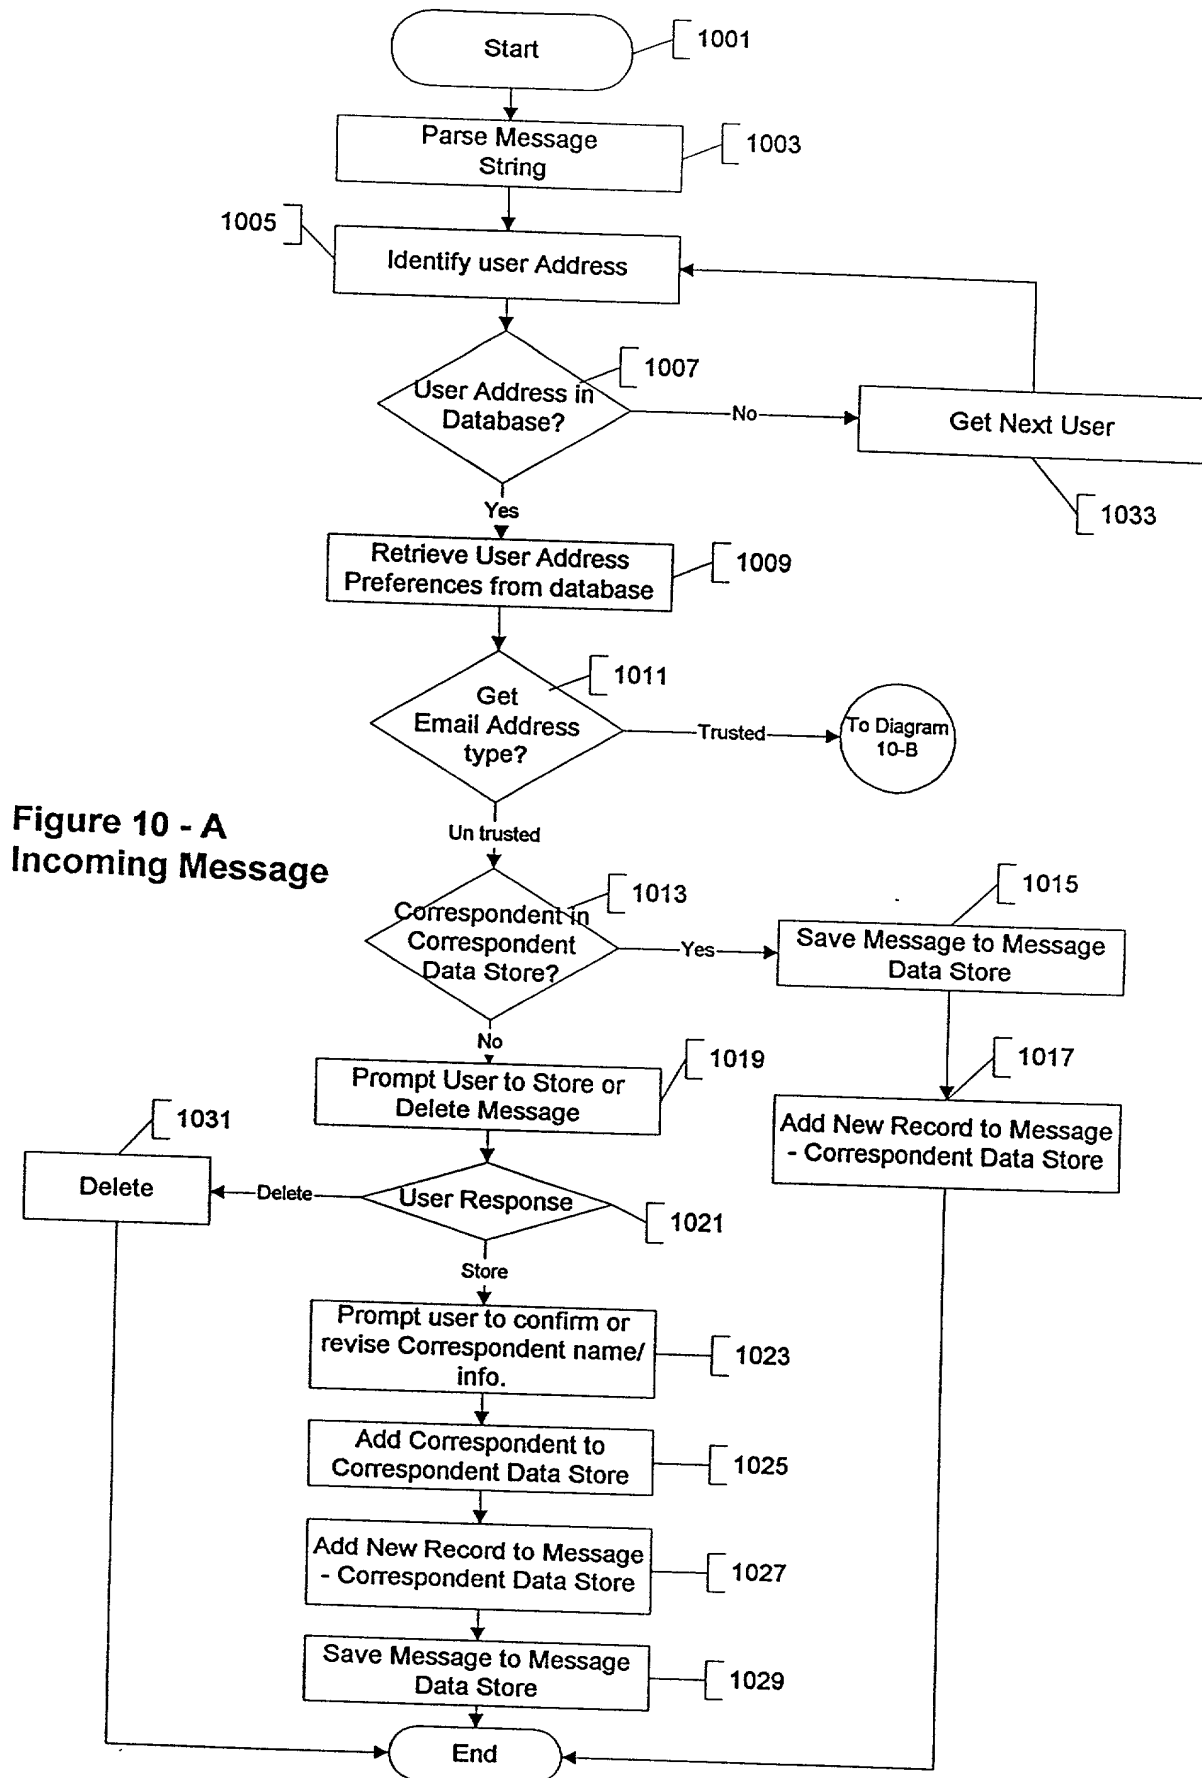 Start
1001
Parse Message
String
1003
1005
Identify user Address
1007
User Address in
Database?
No
Get Next User
1033
Yes
Retrieve User Address
Preferences from database
1009
1011
Get
Email Address
type?
Trusted
To Diagram
10-B
Figure 10 - A
Incoming Message
Un trusted
1013
Correspondent in
Correspondent
Data Store?
Yes
1015
Save Message to Message
Data Store
No
1019
Prompt User to Store or
Delete Message
1017
Add New Record to Message
- Correspondent Data Store
1031
Delete
Delete
User Response
1021
Store
Prompt user to confirm or
revise Correspondent name/
info.
1023
Add Correspondent to
Correspondent Data Store
1025
Add New Record to Message
- Correspondent Data Store
1027
Save Message to Message
Data Store
1029
End